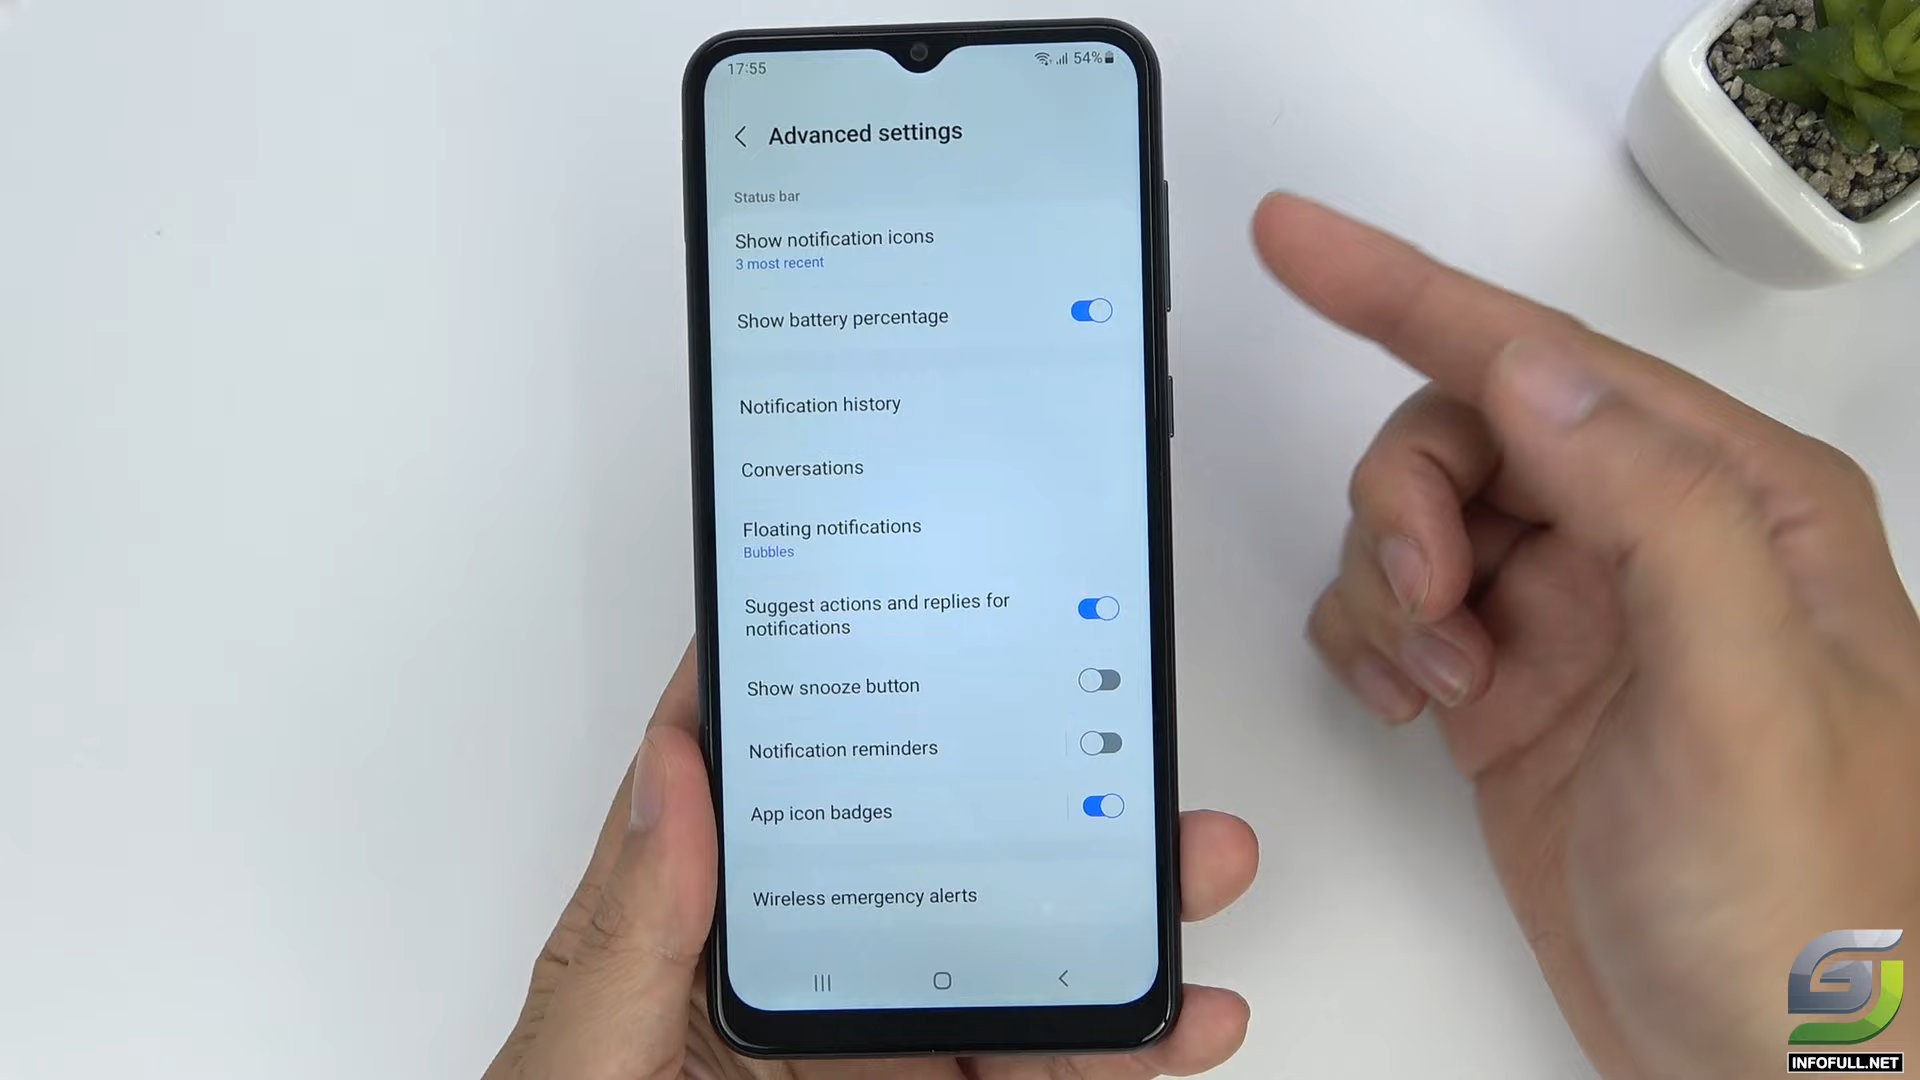 17:55
54%
Advanced settings
Status bar
Show notification icons
3 most recent
Show battery percentage
Notification history
Conversations
Floating notifications
Bubbles
Suggest actions and replies for
notifications
Show snooze button
Notification reminders
App icon badges
Wireless emergency alerts
INFOFULL.NET